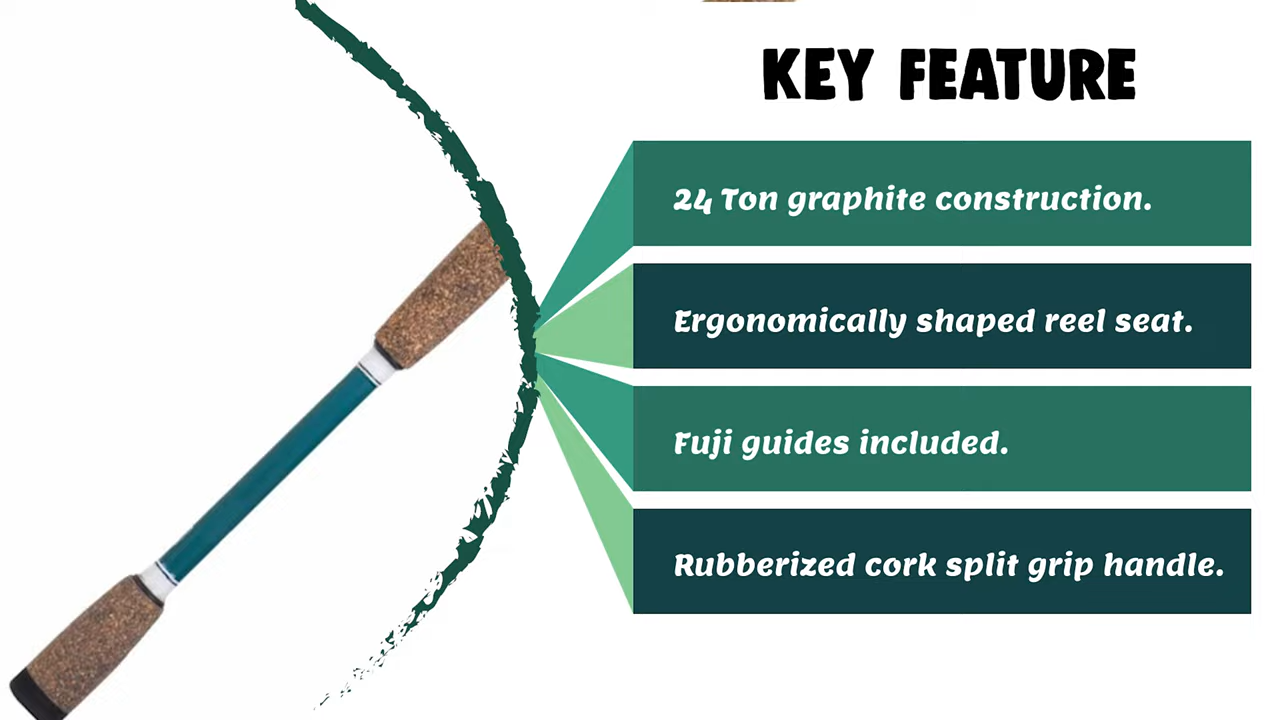 KEY FEATURE
24 Ton graphite construction.
Ergonomically shaped reel seat.
Fuji guides included.
Rubberized cork split grip handle.